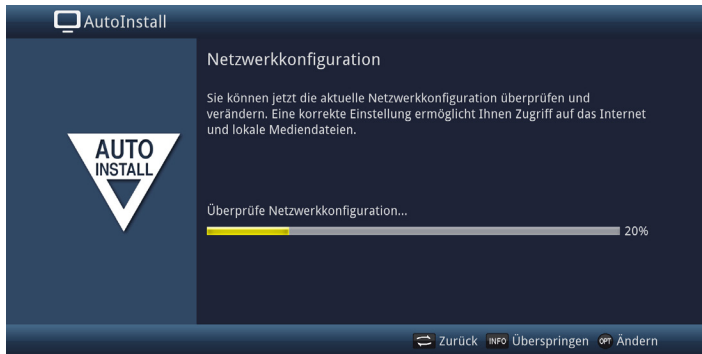 AutoInstall
Netzwerkkonfiguration
Sie können jetzt die aktuelle Netzwerkkonfiguration überprüfen und
verändern. Eine korrekte Einstellung ermöglicht Ihnen Zugriff auf das Internet
und lokale Mediendateien.
AUTO
INSTALL
Überprüfe Netzwerkkonfiguration...
20%
Zurück INFO Überspringen OPT Ändern